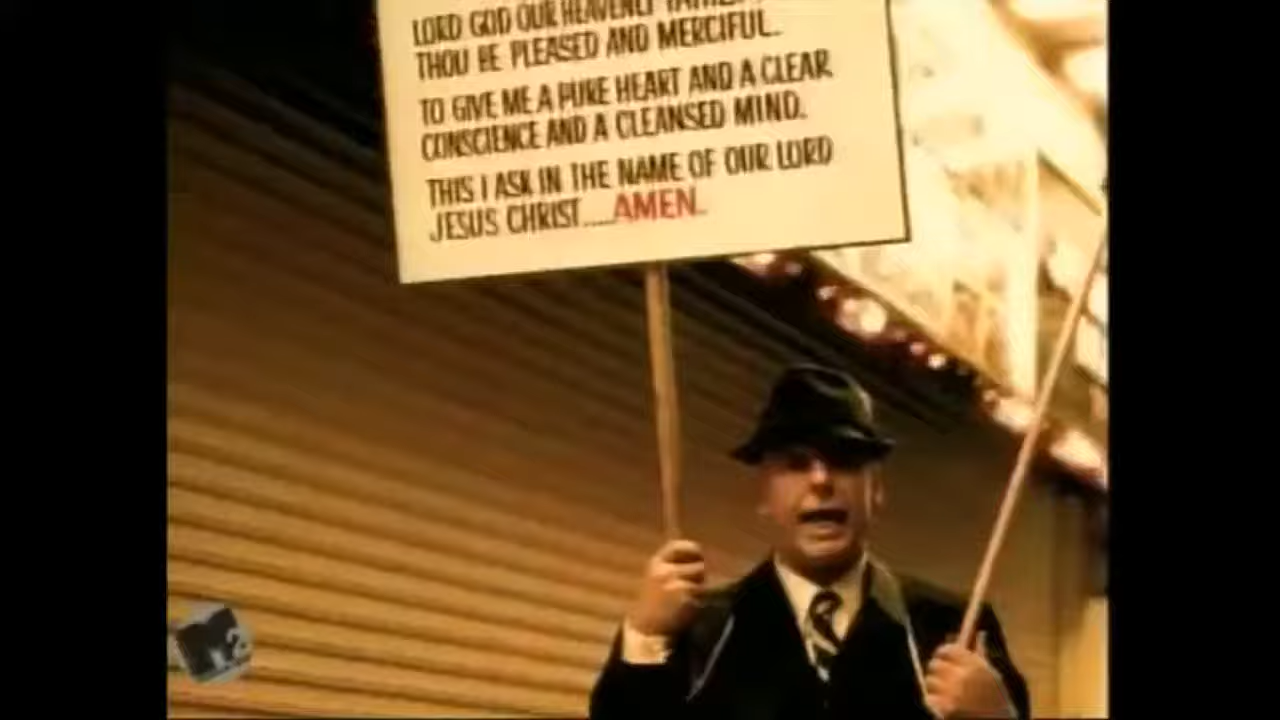 LORD GOD OUR HEAVENLY FATHER,
THOU BE PLEASED AND MERCIFUL.
TO GIVE ME A PURE HEART AND A CLEAR
CONSCIENCE AND A CLEANSED MIND.
THIS I ASK IN THE NAME OF OUR LORD
JESUS CHRIST.....AMEN..